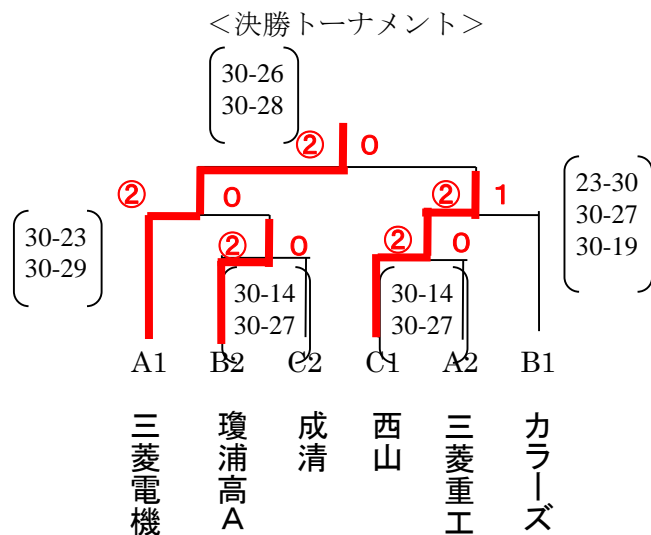 <決勝トーナメント>
30-26
30-28
② 0
② 0
② 1
30-23
30-29
23-30
30-27
30-19
② 0
② 0
30-14
30-27
30-14
30-27
A1 B2 C2 C1 A2 B1
三菱電機
瓊浦高A
成清
西山
三菱重工
カラーズ